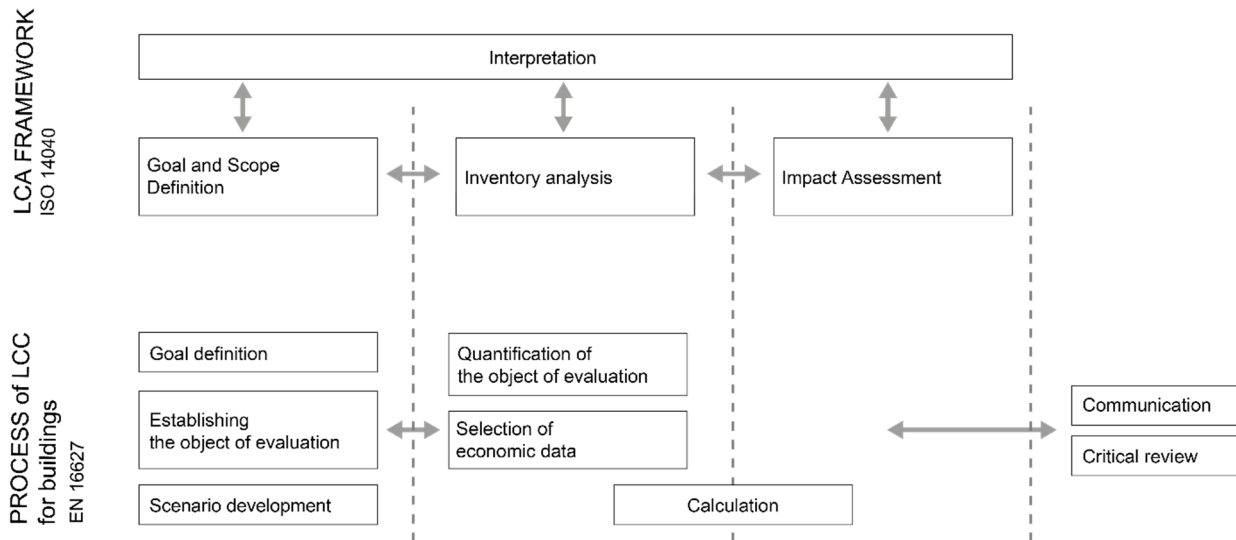 LCA FRAMEWORK
ISO 14040
Interpretation
Goal and Scope
Definition
Inventory analysis
Impact Assessment
PROCESS of LCC
for buildings
EN 16627
Goal definition
Establishing
the object of evaluation
Scenario development
Quantification of
the object of evaluation
Selection of
economic data
Calculation
Communication
Critical review